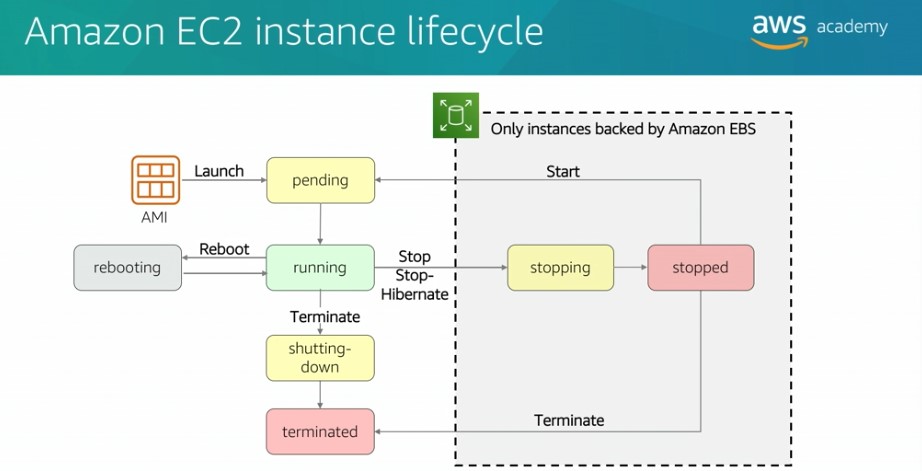 Amazon EC2 instance lifecycle
aws academy
Only instances backed by Amazon EBS
Launch
pending
Start
AMI
rebooting
Reboot
running
Stop
Stop-
Hibernate
stopping
stopped
Terminate
shutting-
down
terminated
Terminate